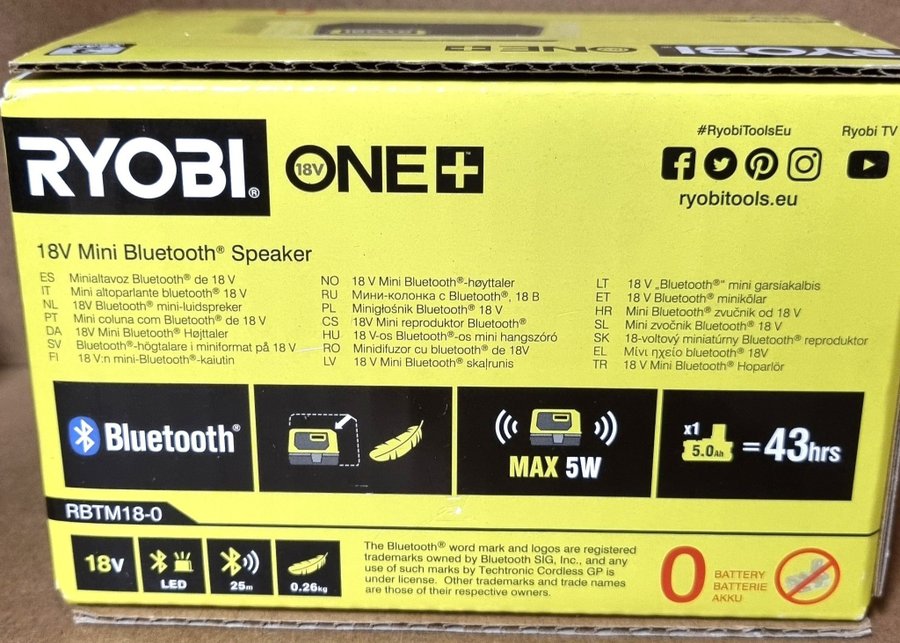 RYOBI ONE+ RYOBI
RYOBI® 18V ONE+
#RyobiToolsEu
Ryobi TV
ryobitools.eu
18V Mini Bluetooth® Speaker
ES Minialtavoz Bluetooth® de 18 V
IT Mini altoparlante bluetooth® 18 V
NL 18V Bluetooth® mini-luidspreker
PT Mini coluna com Bluetooth® de 18 V
DA 18V Mini Bluetooth® Højttaler
SV Bluetooth®-högtalare i miniformat på 18 V
FI 18 V:n mini-Bluetooth®-kaiutin
NO 18 V Mini Bluetooth®-høyttaler
RU Мини-колонка с Bluetooth®, 18 В
PL Minigłośnik Bluetooth® 18 V
CS 18V Mini reproduktor Bluetooth®
HU 18 V-os Bluetooth®-os mini hangszóró
RO Minidifuzor cu bluetooth® de 18V
LV 18 V Mini Bluetooth® skaļrunis
LT 18 V „Bluetooth®“ mini garsiakalbis
ET 18 V Bluetooth® minikõlar
HR Mini Bluetooth® zvučnik od 18 V
SL Mini zvočnik Bluetooth® 18 V
SK 18-voltový miniatúrny Bluetooth® reproduktor
EL Μίνι ηχείο bluetooth® 18V
TR 18 V Mini Bluetooth® Hoparlör
Bluetooth®
MAX 5W
x1
5.0Ah
=43hrs
RBTM18-0
18V
LED
25m
0.26kg
The Bluetooth® word mark and logos are registered
trademarks owned by Bluetooth SIG, Inc., and any
use of such marks by Techtronic Cordless GP is
under license. Other trademarks and trade names
are those of their respective owners.
0
BATTERY
BATTERIE
AKKU